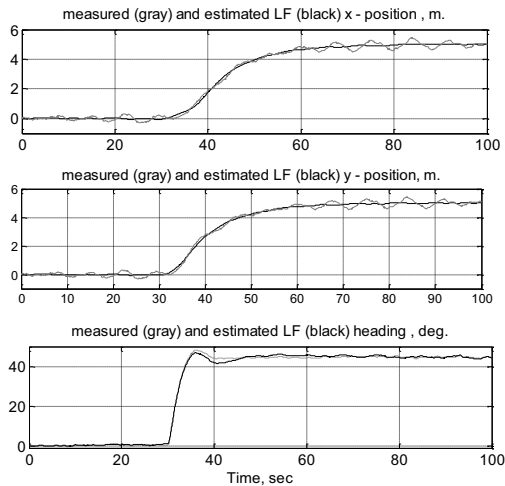 measured (gray) and estimated LF (black) x - position , m.
6
4
2
0
0 20 40 60 80 100
measured (gray) and estimated LF (black) y - position, m.
6
4
2
0
0 10 20 30 40 50 60 70 80 90 100
measured (gray) and estimated LF (black) heading , deg.
40
20
0
0 20 40 60 80 100
Time, sec